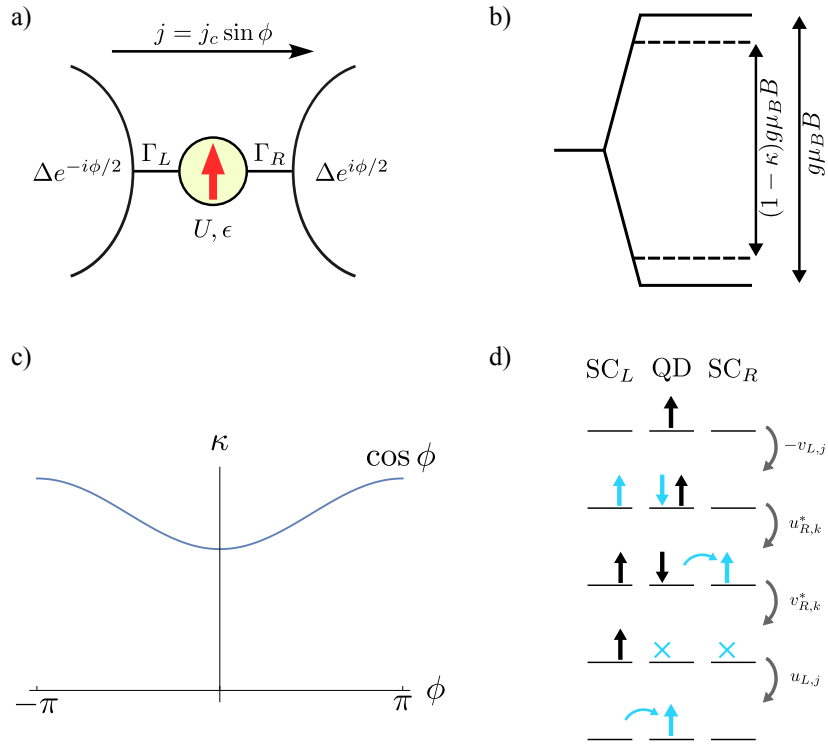 a)
j = j_c sin ϕ
Γ_L
Γ_R
Δe^{-iϕ/2}
Δe^{iϕ/2}
U, ϵ
b)
(1 − κ)gμ_B B
gμ_B B
c)
κ
cos ϕ
−π
π
ϕ
d)
SC_L QD SC_R
−v_{L,j}
u^*_{R,k}
v^*_{R,k}
u_{L,j}